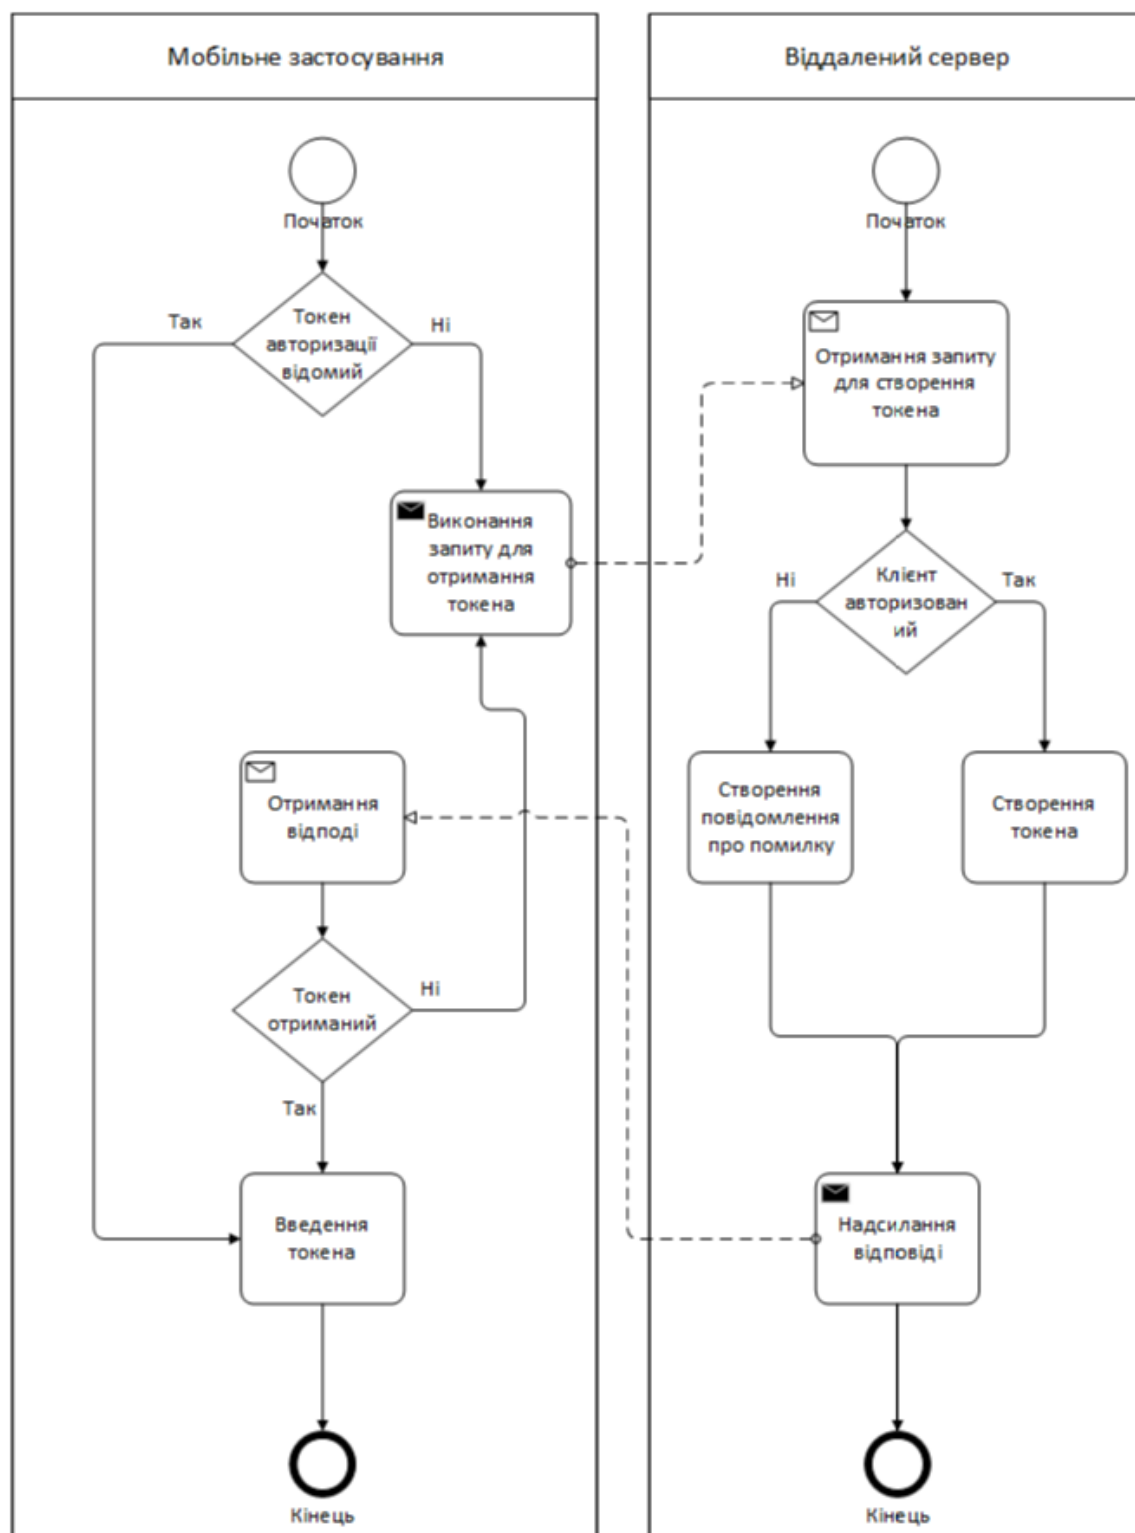 Мобільне застосування
Початок
Токен
авторизації
відомий
Так
Ні
Виконання
запиту для
отримання
токена
Отримання
відподі
Токен
отриманий
Ні
Так
Введення
токена
Кінець
Віддалений сервер
Початок
Отримання запиту
для створення
токена
Клієнт
авторизован
ий
Ні
Так
Створення
повідомлення
про помилку
Створення
токена
Надсилання
відповіді
Кінець